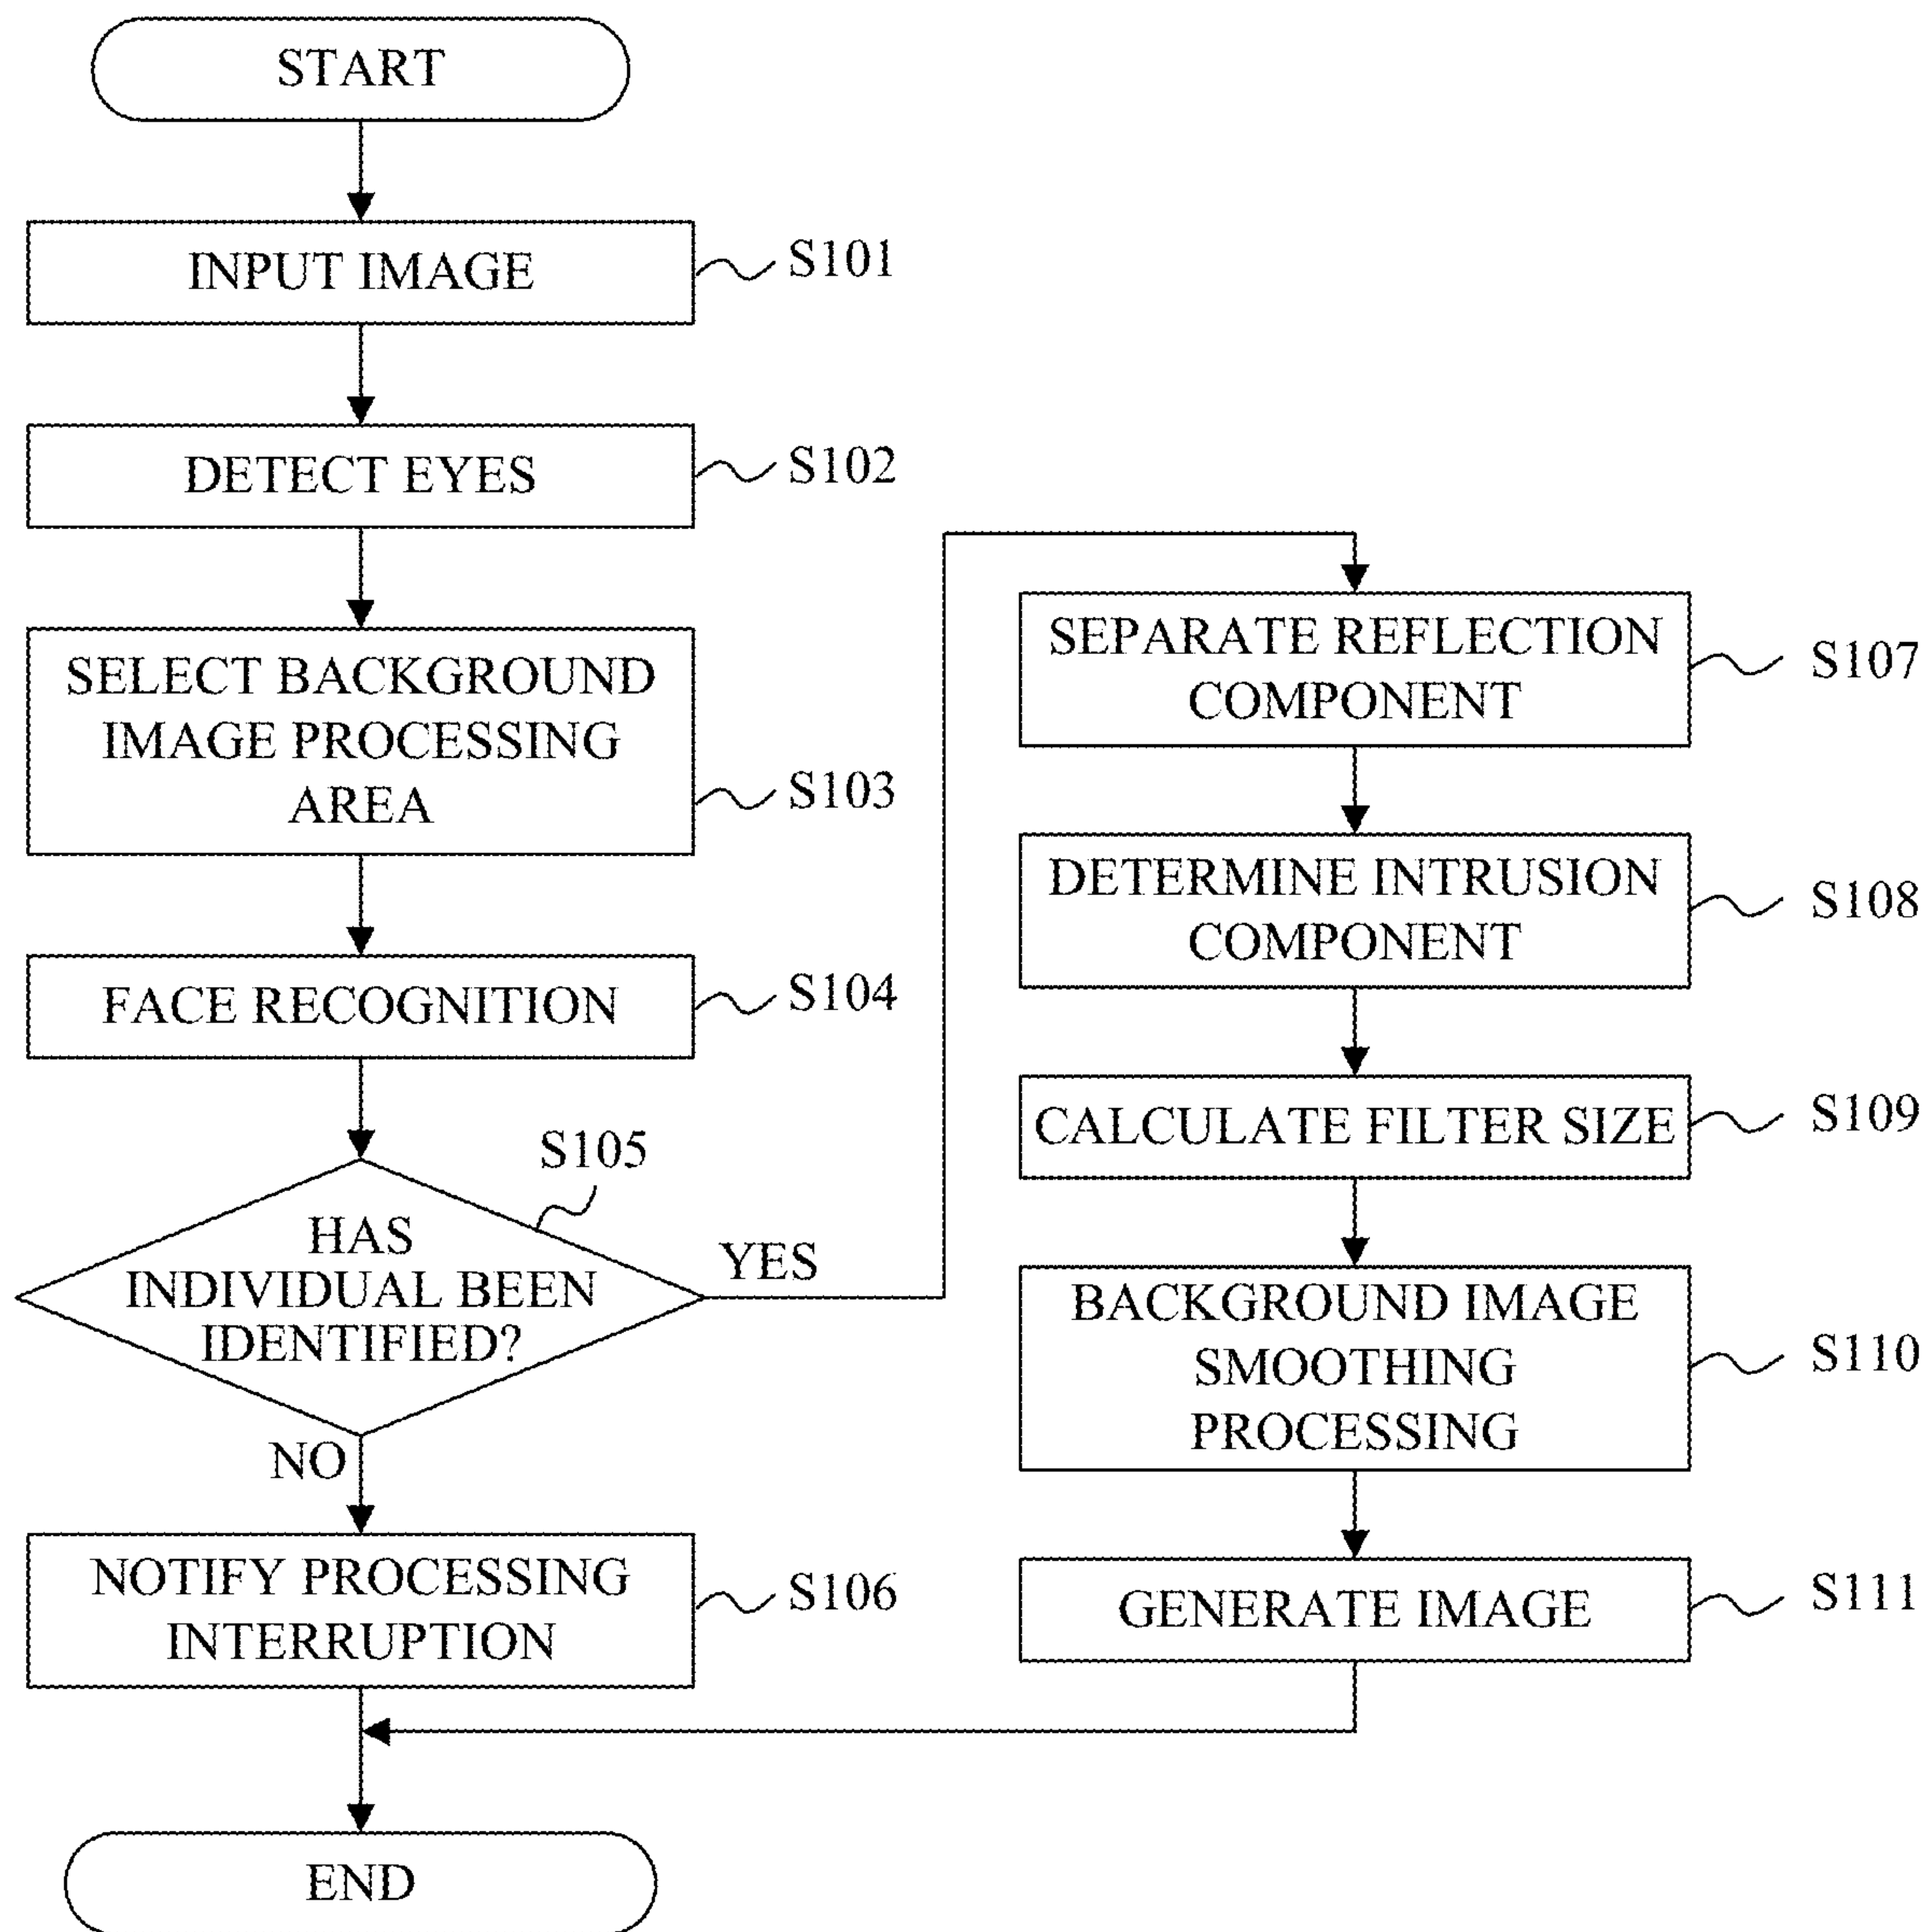 START
INPUT IMAGE
S101
DETECT EYES
S102
SELECT BACKGROUND
IMAGE PROCESSING
AREA
S103
FACE RECOGNITION
S104
S105
HAS
INDIVIDUAL BEEN
IDENTIFIED?
YES
NO
NOTIFY PROCESSING
INTERRUPTION
S106
SEPARATE REFLECTION
COMPONENT
S107
DETERMINE INTRUSION
COMPONENT
S108
CALCULATE FILTER SIZE
S109
BACKGROUND IMAGE
SMOOTHING
PROCESSING
S110
GENERATE IMAGE
S111
END